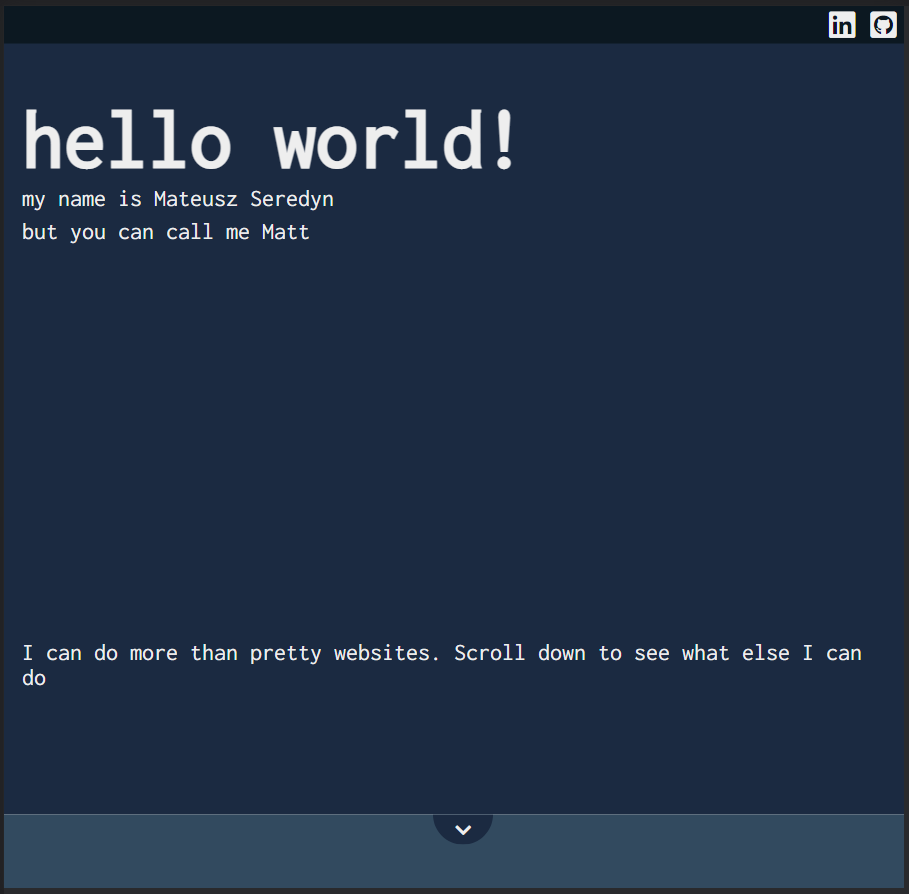 in
hello world!
my name is Mateusz Seredyn
but you can call me Matt
I can do more than pretty websites. Scroll down to see what else I can
do